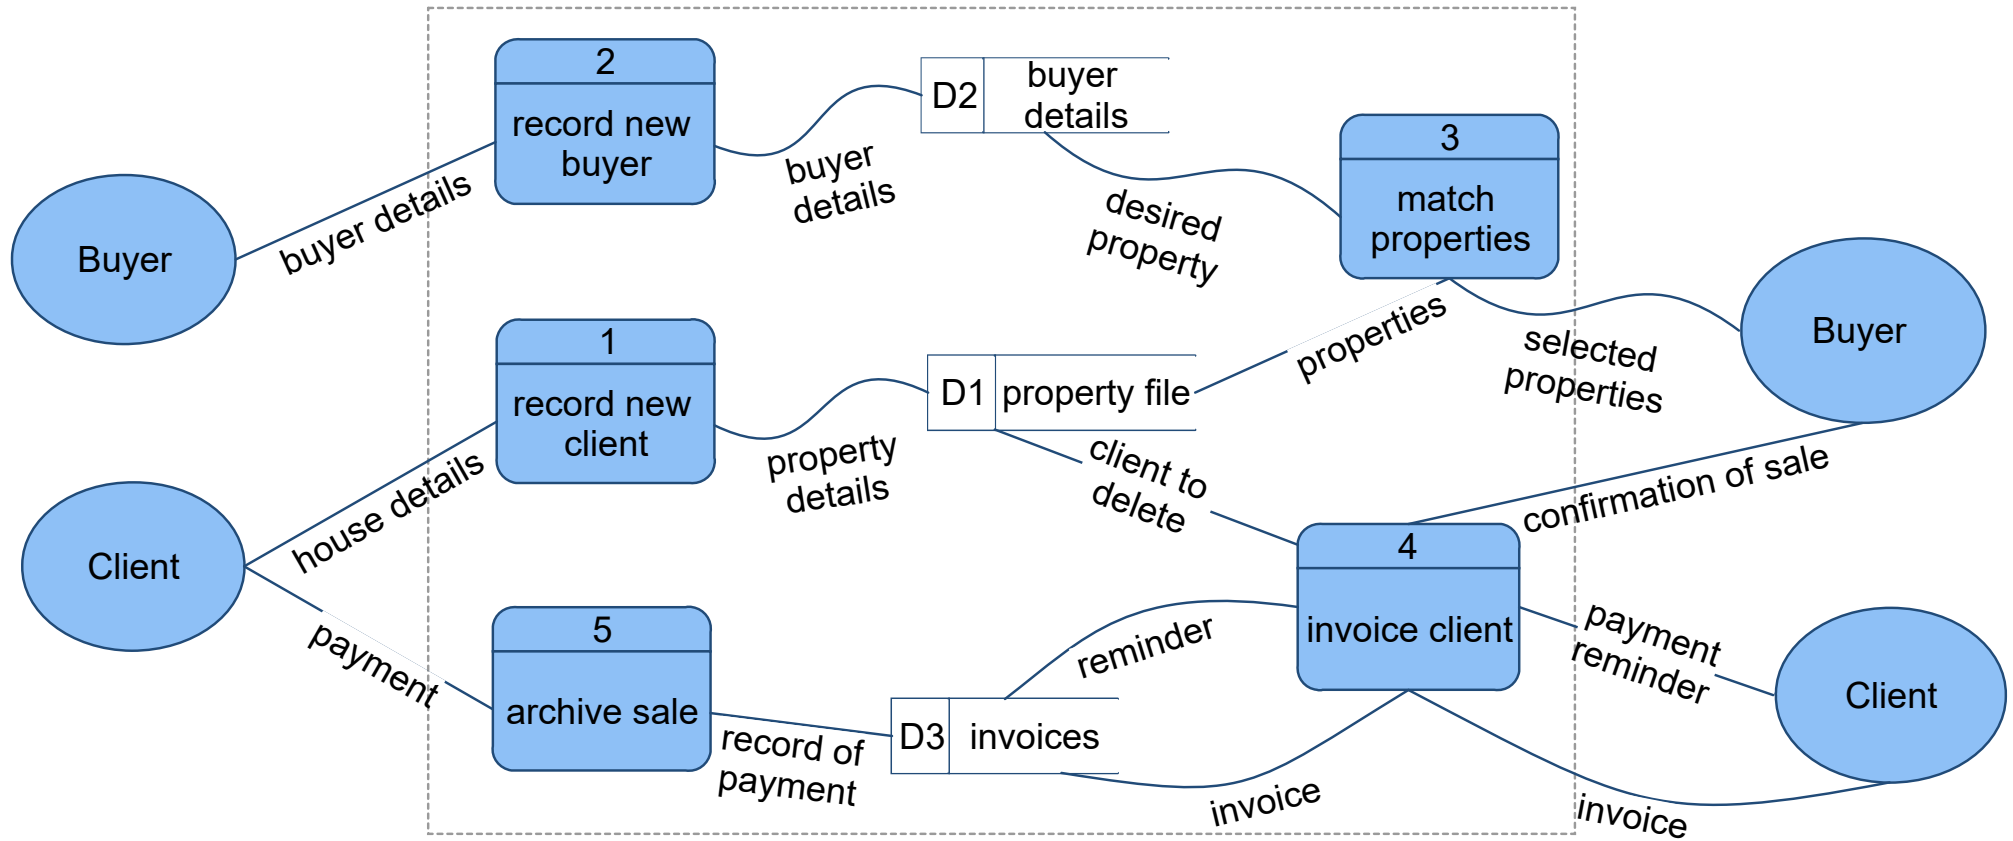 2
record new
buyer
D2
buyer
details
buyer
details
3
match
properties
desired
property
Buyer
buyer details
1
record new
client
D1
property file
properties
selected
properties
Buyer
property
details
client to
delete
confirmation of sale
house details
Client
payment
5
archive sale
record of
payment
D3
invoices
reminder
4
invoice client
payment
reminder
Client
invoice
invoice